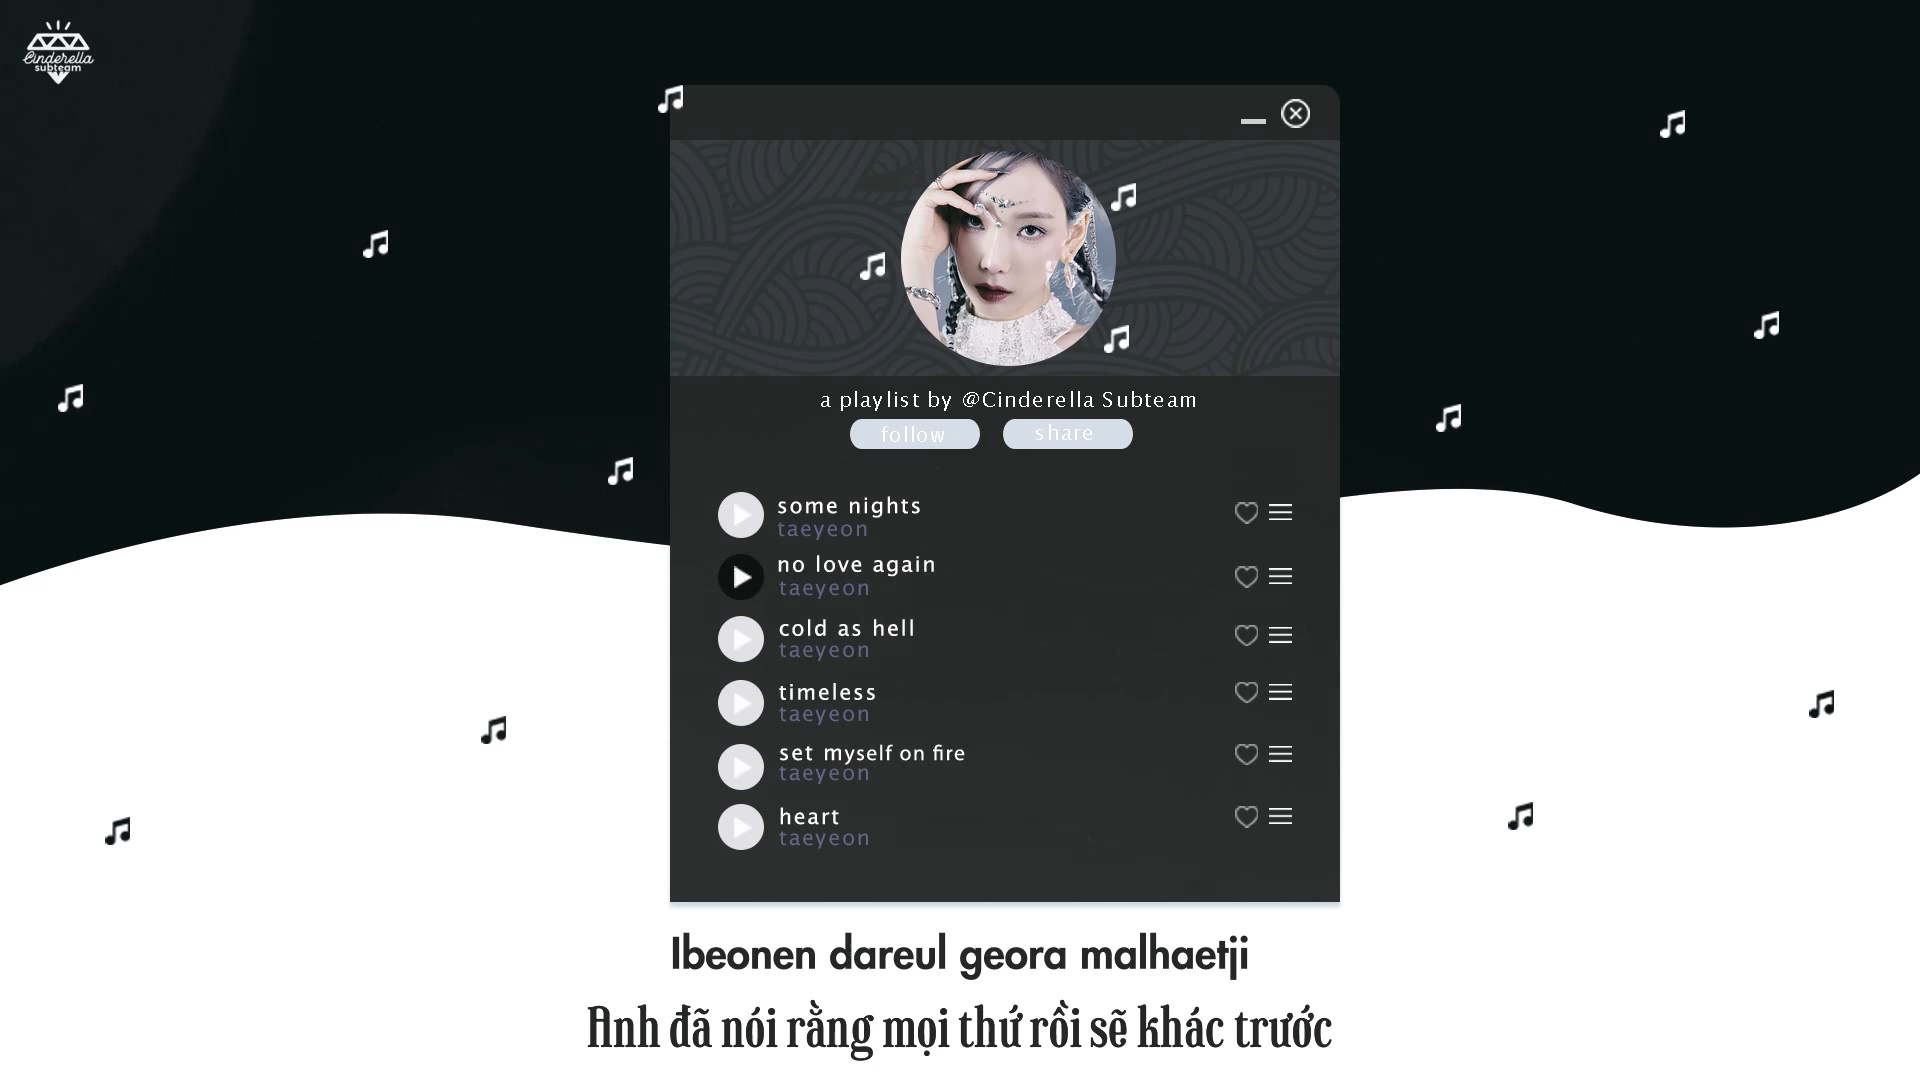 Cinderella
subteam
a playlist by @Cinderella Subteam
follow
share
some nights
taeyeon
no love again
taeyeon
cold as hell
taeyeon
timeless
taeyeon
set myself on fire
taeyeon
heart
taeyeon
Ibeonen dareul geora malhaetji
Anh đã nói rằng mọi thứ rồi sẽ khác trước